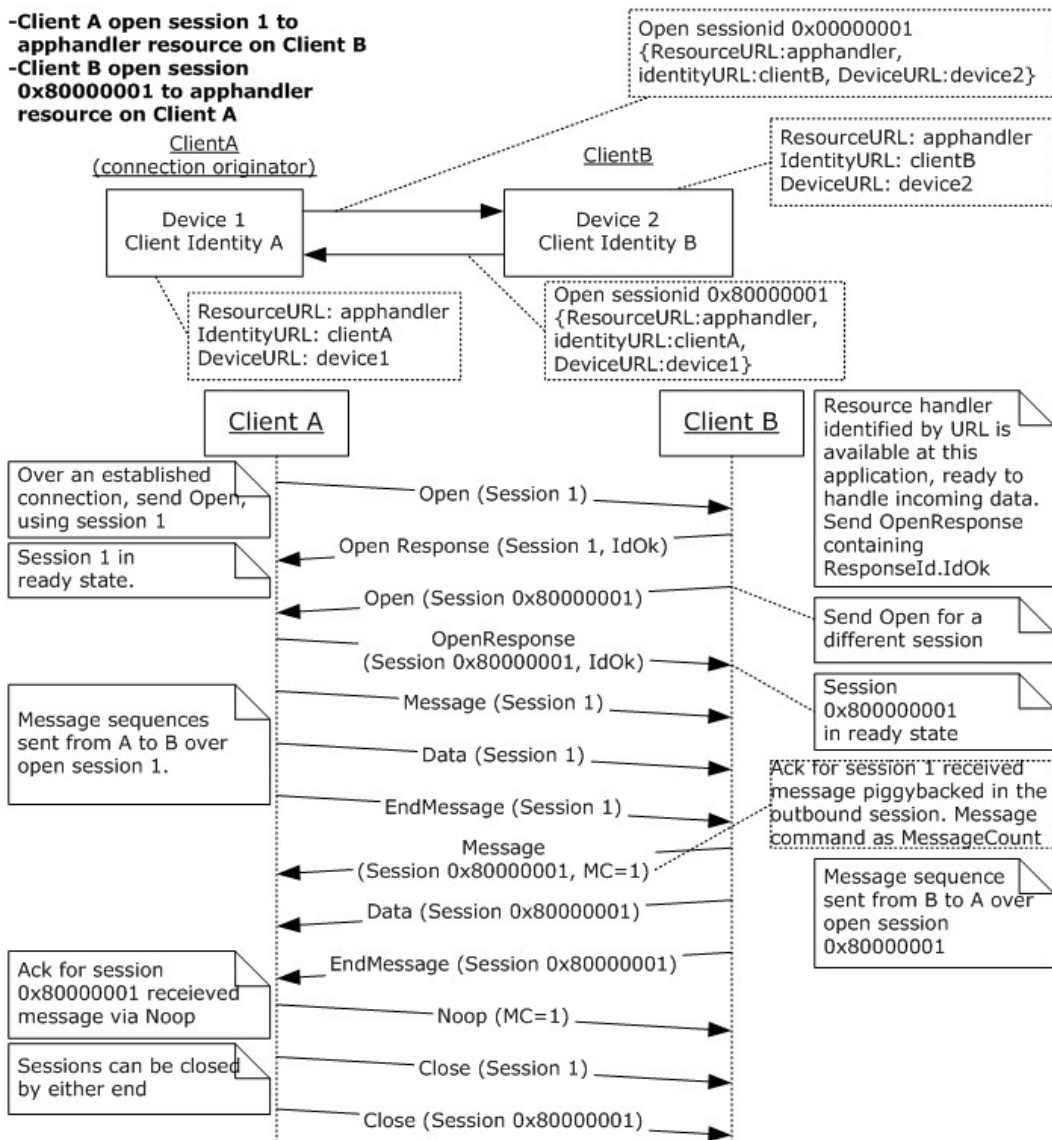 -Client A open session 1 to
apphandler resource on Client B
-Client B open session
0x80000001 to apphandler
resource on Client A
Open sessionid 0x00000001
{ResourceURL:apphandler,
identityURL:clientB, DeviceURL:device2}
ClientA
(connection originator)
ClientB
ResourceURL: apphandler
IdentityURL: clientB
DeviceURL: device2
Device 1
Client Identity A
Device 2
Client Identity B
ResourceURL: apphandler
IdentityURL: clientA
DeviceURL: device1
Open sessionid 0x80000001
{ResourceURL:apphandler,
identityURL:clientA,
DeviceURL:device1}
Client A
Client B
Resource handler
identified by URL is
available at this
application, ready to
handle incoming data.
Send OpenResponse
containing
ResponseId.IdOk
Over an established
connection, send Open,
using session 1
Open (Session 1)
Open Response (Session 1, IdOk)
Session 1 in
ready state.
Open (Session 0x80000001)
Send Open for a
different session
OpenResponse
(Session 0x80000001, IdOk)
Session
0x800000001
in ready state
Message (Session 1)
Message sequences
sent from A to B over
open session 1.
Data (Session 1)
EndMessage (Session 1)
Ack for session 1 received
message piggybacked in the
outbound session. Message
command as MessageCount
Message
(Session 0x80000001, MC=1)
Data (Session 0x80000001)
Message sequence
sent from B to A over
open session
0x80000001
EndMessage (Session 0x80000001)
Ack for session
0x80000001 receieved
message via Noop
Noop (MC=1)
Sessions can be closed
by either end
Close (Session 1)
Close (Session 0x80000001)